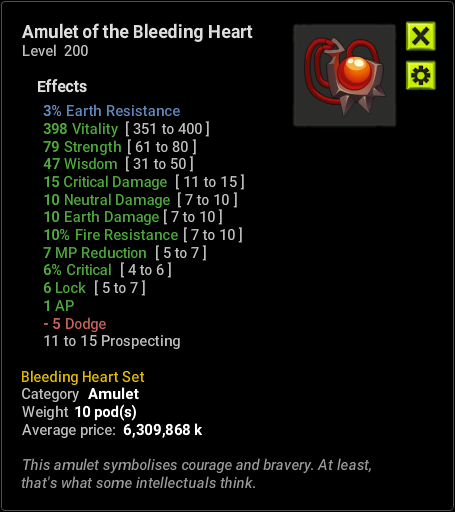 Amulet of the Bleeding Heart
Level 200
Effects
3% Earth Resistance
398 Vitality [ 351 to 400 ]
79 Strength [ 61 to 80 ]
47 Wisdom [ 31 to 50 ]
15 Critical Damage [ 11 to 15 ]
10 Neutral Damage [ 7 to 10 ]
10 Earth Damage [ 7 to 10 ]
10% Fire Resistance [ 7 to 10 ]
7 MP Reduction [ 5 to 7 ]
6% Critical [ 4 to 6 ]
6 Lock [ 5 to 7 ]
1 AP
- 5 Dodge
11 to 15 Prospecting
Bleeding Heart Set
Category Amulet
Weight 10 pod(s)
Average price: 6,309,868 k
This amulet symbolises courage and bravery. At least,
that's what some intellectuals think.